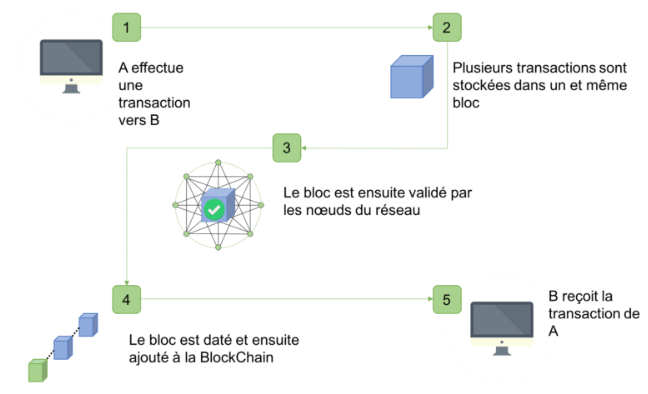 1
A effectue
une
transaction
vers B
2
Plusieurs transactions sont
stockées dans un et même
bloc
3
Le bloc est ensuite validé par
les nœuds du réseau
4
Le bloc est daté et ensuite
ajouté à la BlockChain
5
B reçoit la
transaction de
A